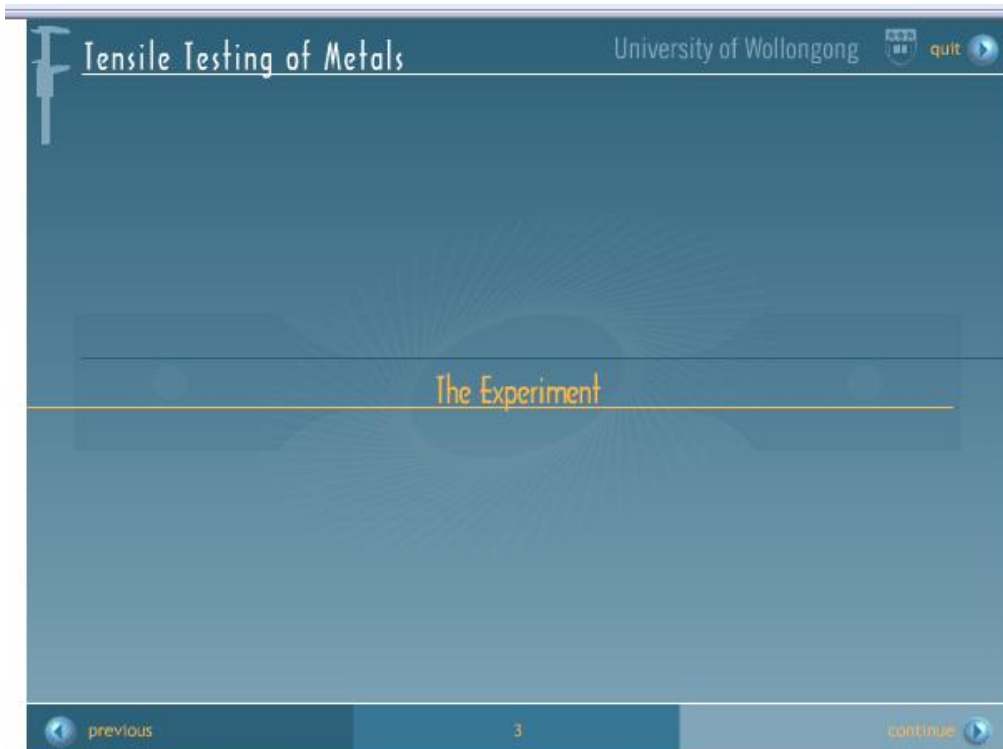 Tensile Testing of Metals
University of Wollongong
quit
The Experiment
previous
3
continue